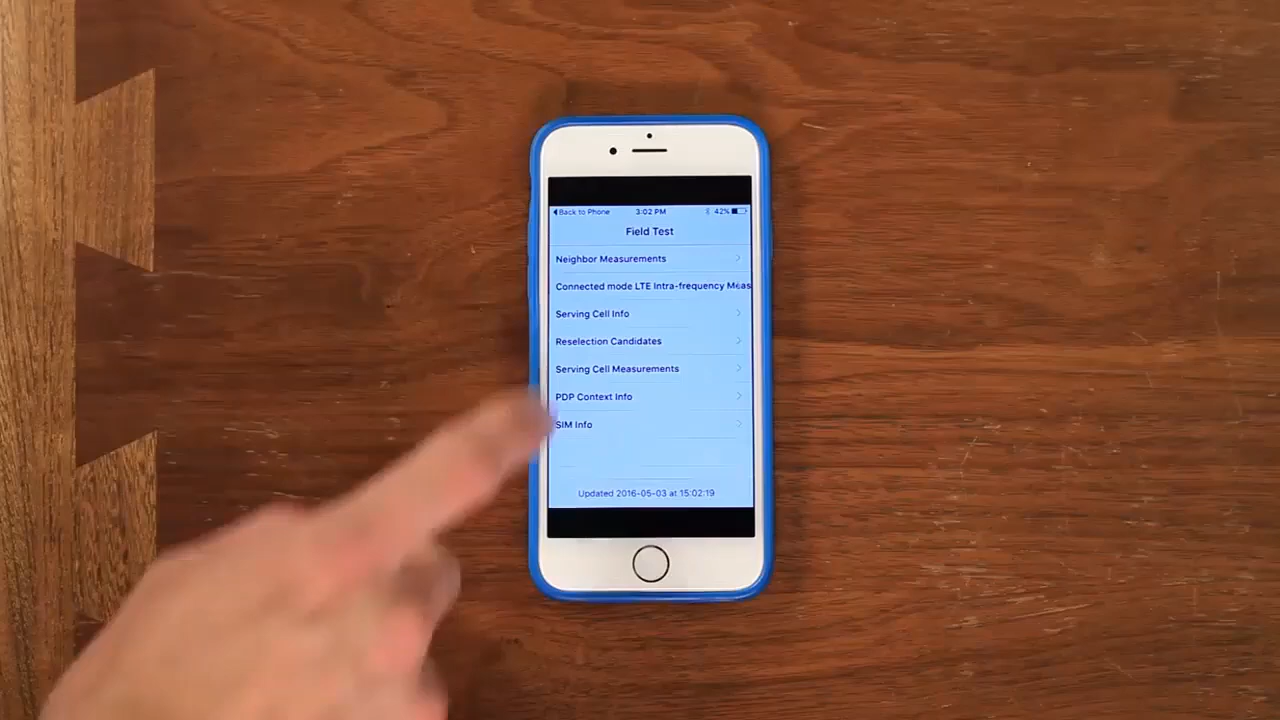 Back to Phone 3:02 PM 42%
Field Test
Neighbor Measurements
Connected mode LTE Intra-frequency Meas
Serving Cell Info
Reselection Candidates
Serving Cell Measurements
PDP Context Info
SIM Info
Updated 2016-05-03 at 15:02:19